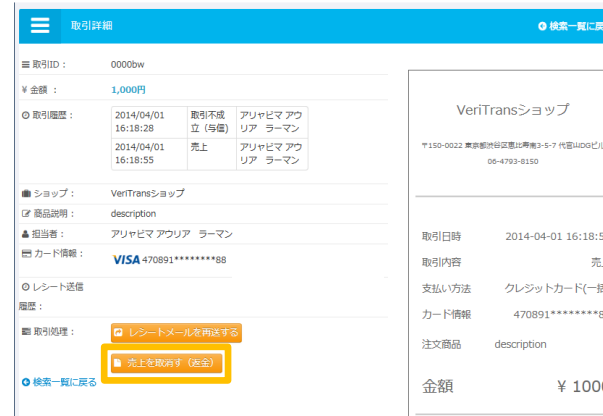 取引詳細
検索一覧に戻
取引ID：
0000bw
¥ 金額 ：
1,000円
取引履歴：
2014/04/01 16:18:28 取引不成立（与信） アリャビマ アウリア ラーマン
2014/04/01 16:18:55 売上 アリャビマ アウリア ラーマン
ショップ：
VeriTransショップ
商品説明：
description
担当者：
アリャビマ アウリア ラーマン
カード情報：
VISA 470891********88
レシート送信
履歴：
取引処理：
レシートメールを再送する
売上を取消す（返金）
検索一覧に戻る
VeriTransショップ
〒150-0022 東京都渋谷区恵比寿南3-5-7 代官山DGビル
06-4793-8150
取引日時
2014-04-01 16:18:5
取引内容
売
支払い方法
クレジットカード(一括
カード情報
470891********8
注文商品
description
金額
¥ 1000